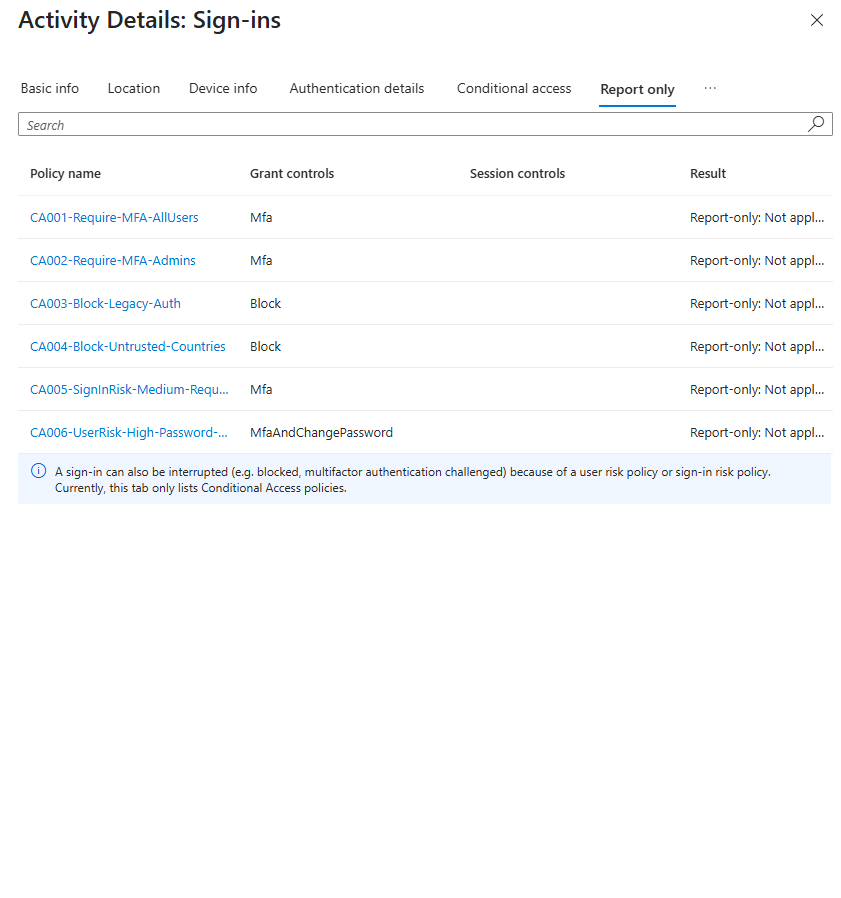 Activity Details: Sign-ins
Basic info Location Device info Authentication details Conditional access Report only ...
Search
Policy name Grant controls Session controls Result
CA001-Require-MFA-AllUsers Mfa Report-only: Not appl...
CA002-Require-MFA-Admins Mfa Report-only: Not appl...
CA003-Block-Legacy-Auth Block Report-only: Not appl...
CA004-Block-Untrusted-Countries Block Report-only: Not appl...
CA005-SignInRisk-Medium-Requ... Mfa Report-only: Not appl...
CA006-UserRisk-High-Password-... MfaAndChangePassword Report-only: Not appl...
A sign-in can also be interrupted (e.g. blocked, multifactor authentication challenged) because of a user risk policy or sign-in risk policy.
Currently, this tab only lists Conditional Access policies.